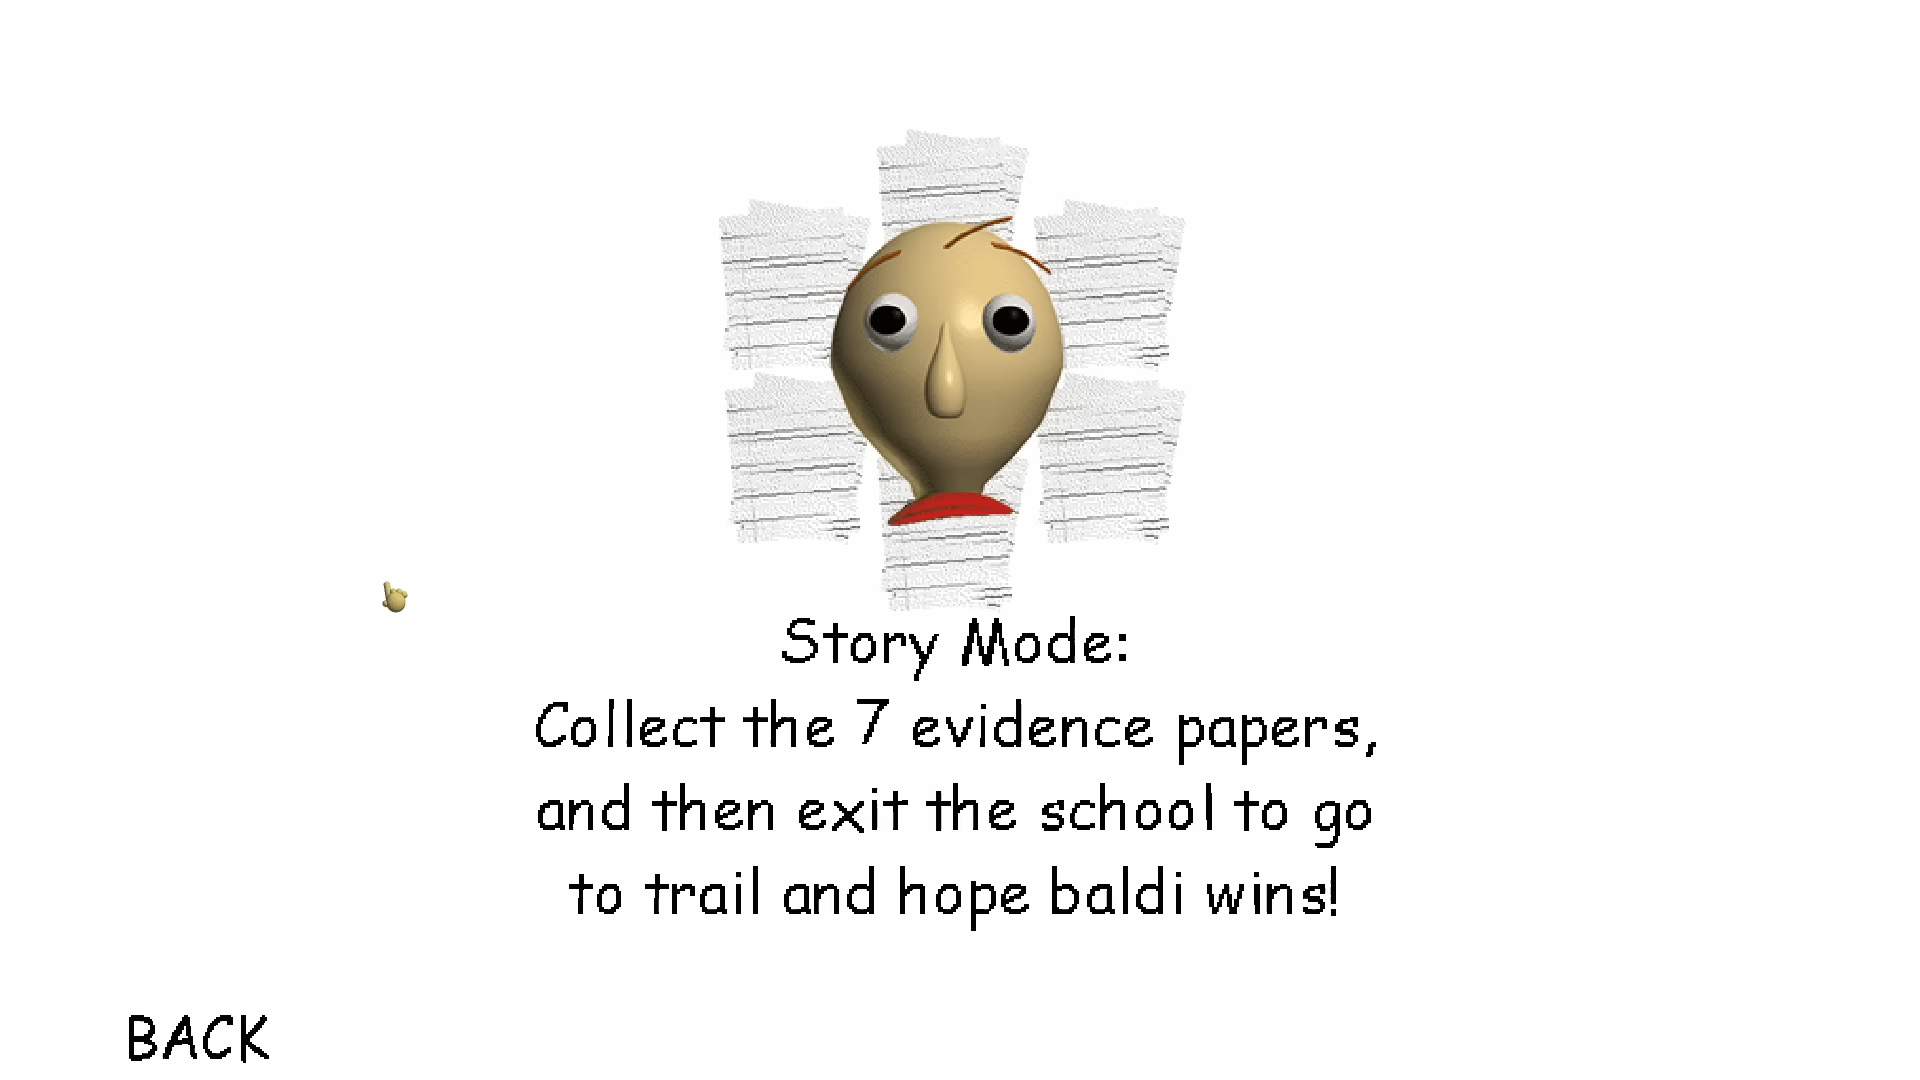 Story Mode:
Collect the 7 evidence papers,
and then exit the school to go
to trail and hope baldi wins!
BACK